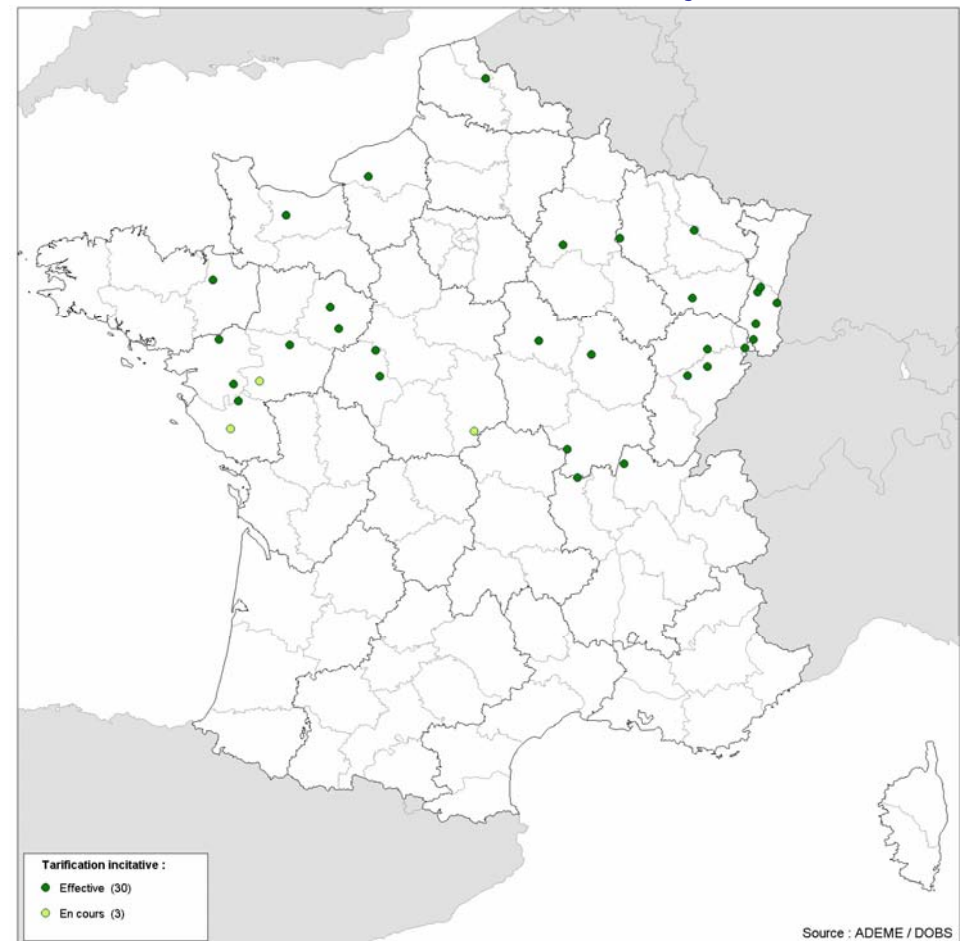 Tarification incitative :
Effective (30)
En cours (3)
Source : ADEME / DOBS